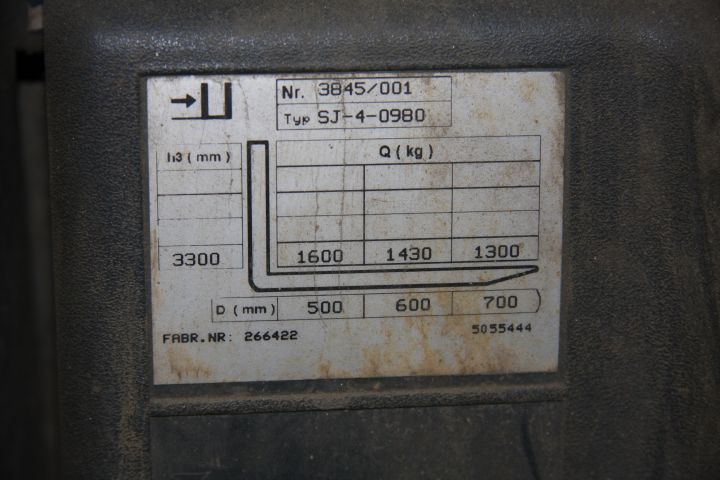 Nr. 3845/001
Typ SJ-4-0980
h3 (mm) Q (kg)
3300 1600 1430 1300
D (mm) 500 600 700
FABR.NR: 266422 5055444